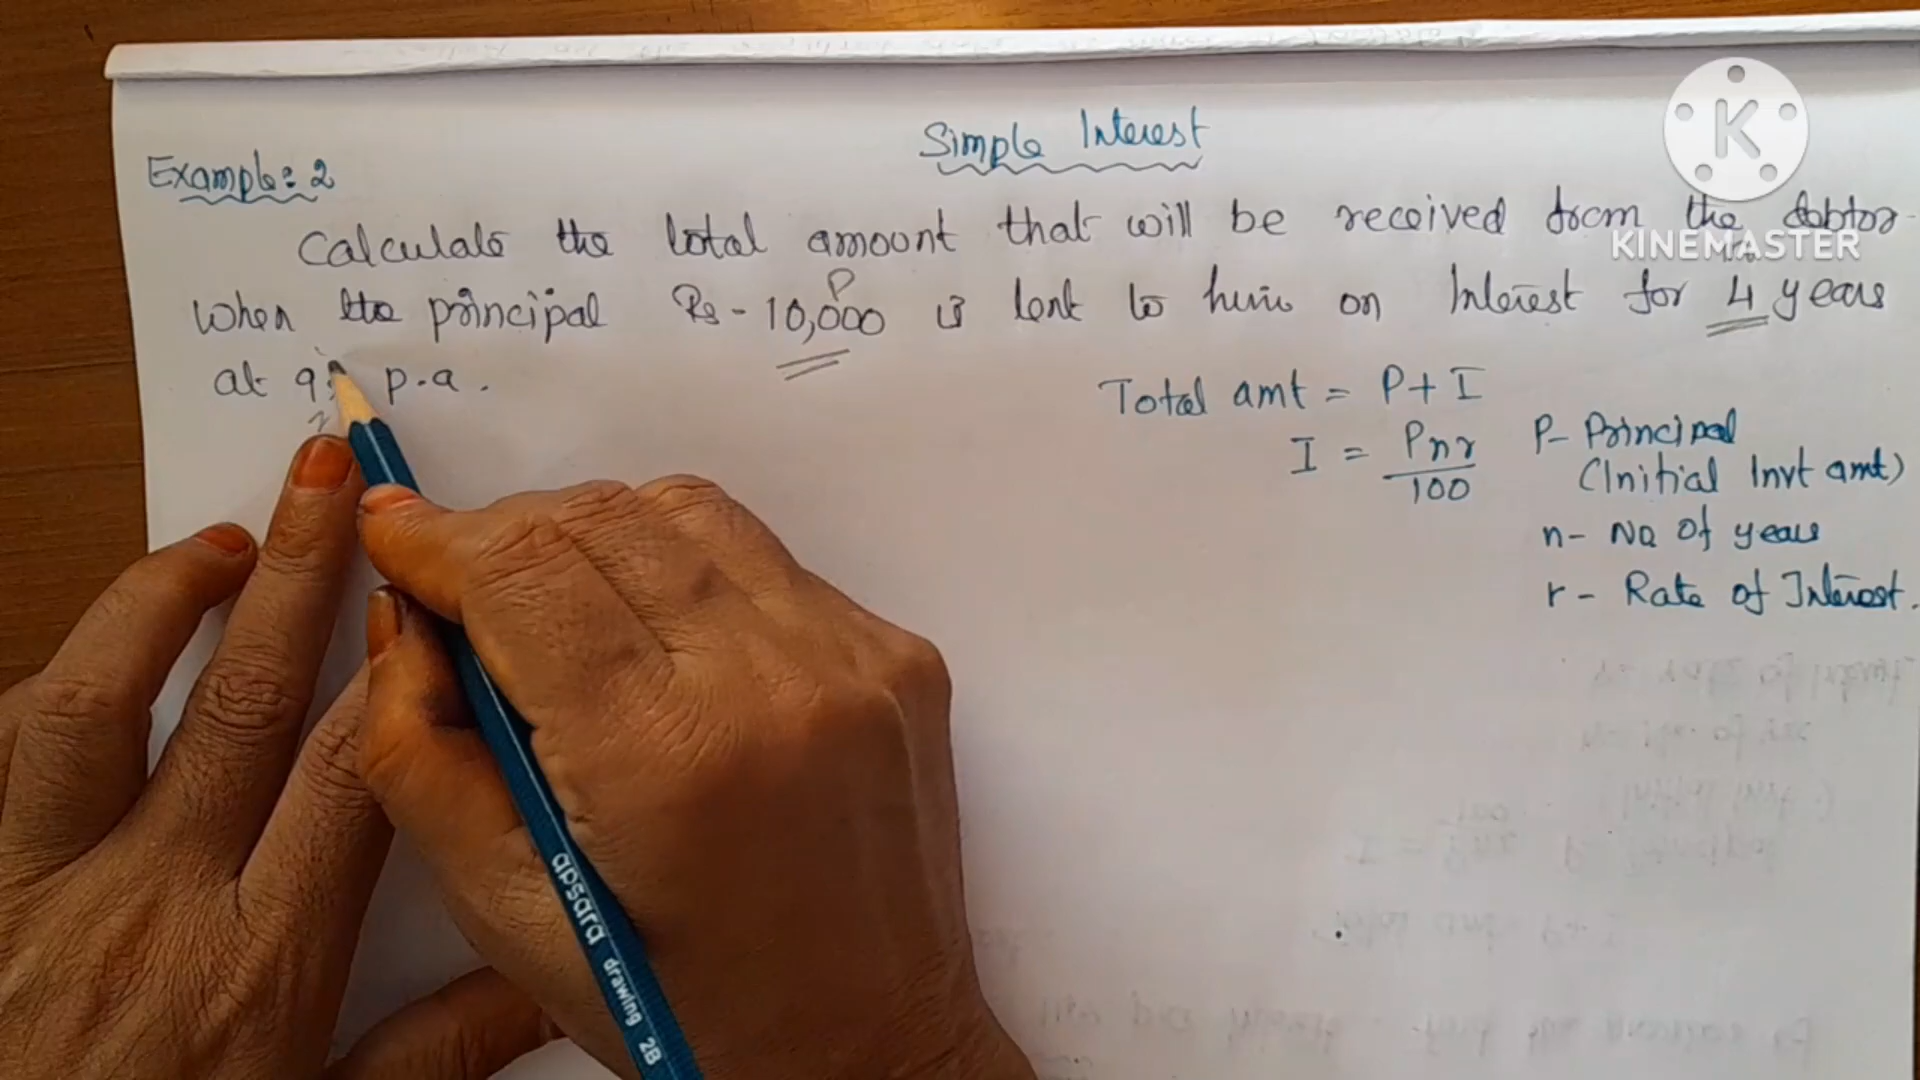 Simple Interest
Example: 2
Calculate the total amount that will be received from the debtor
when the principal Rs - 10,000 is lent to him on Interest for 4 years
P
at 9% p.a.
Total amt = P + I
I = Pnr/100
P - Principal
(Initial Invt amt)
n - No of years
r - Rate of Interest.
K
KINEMASTER
apsara drawing 2B